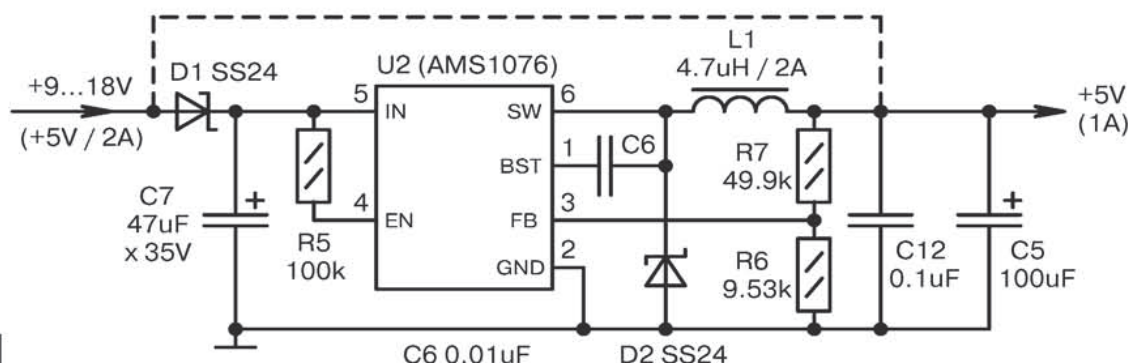 L1
4.7uH / 2A
D1 SS24
U2 (AMS1076)
+9...18V
(+5V / 2A)
5
IN
SW
6
+5V
(1A)
1
BST
C6
R7
49.9k
C7
47uF
x 35V
4
EN
FB
3
R5
100k
GND
2
R6
9.53k
C12
0.1uF
C5
100uF
C6 0.01uF
D2 SS24